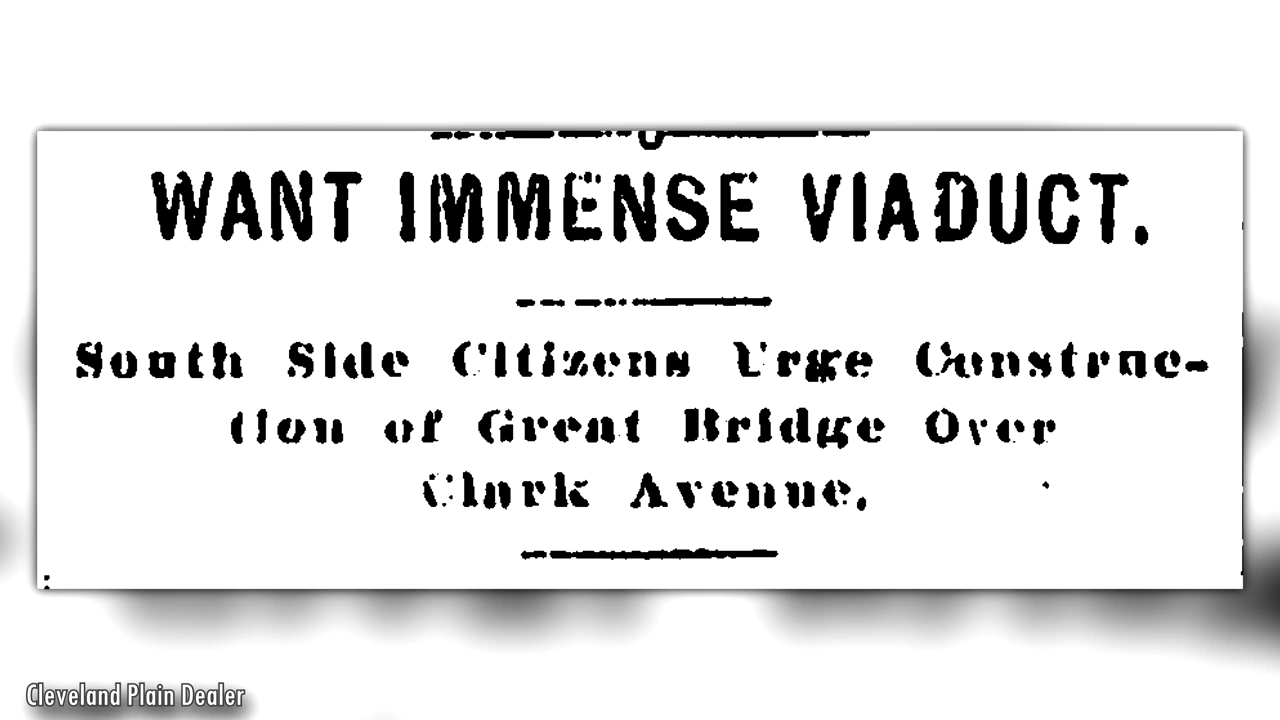 WANT IMMENSE VIADUCT.
South Side Citizens Urge Construc-
tion of Great Bridge Over
Clark Avenue.
Cleveland Plain Dealer